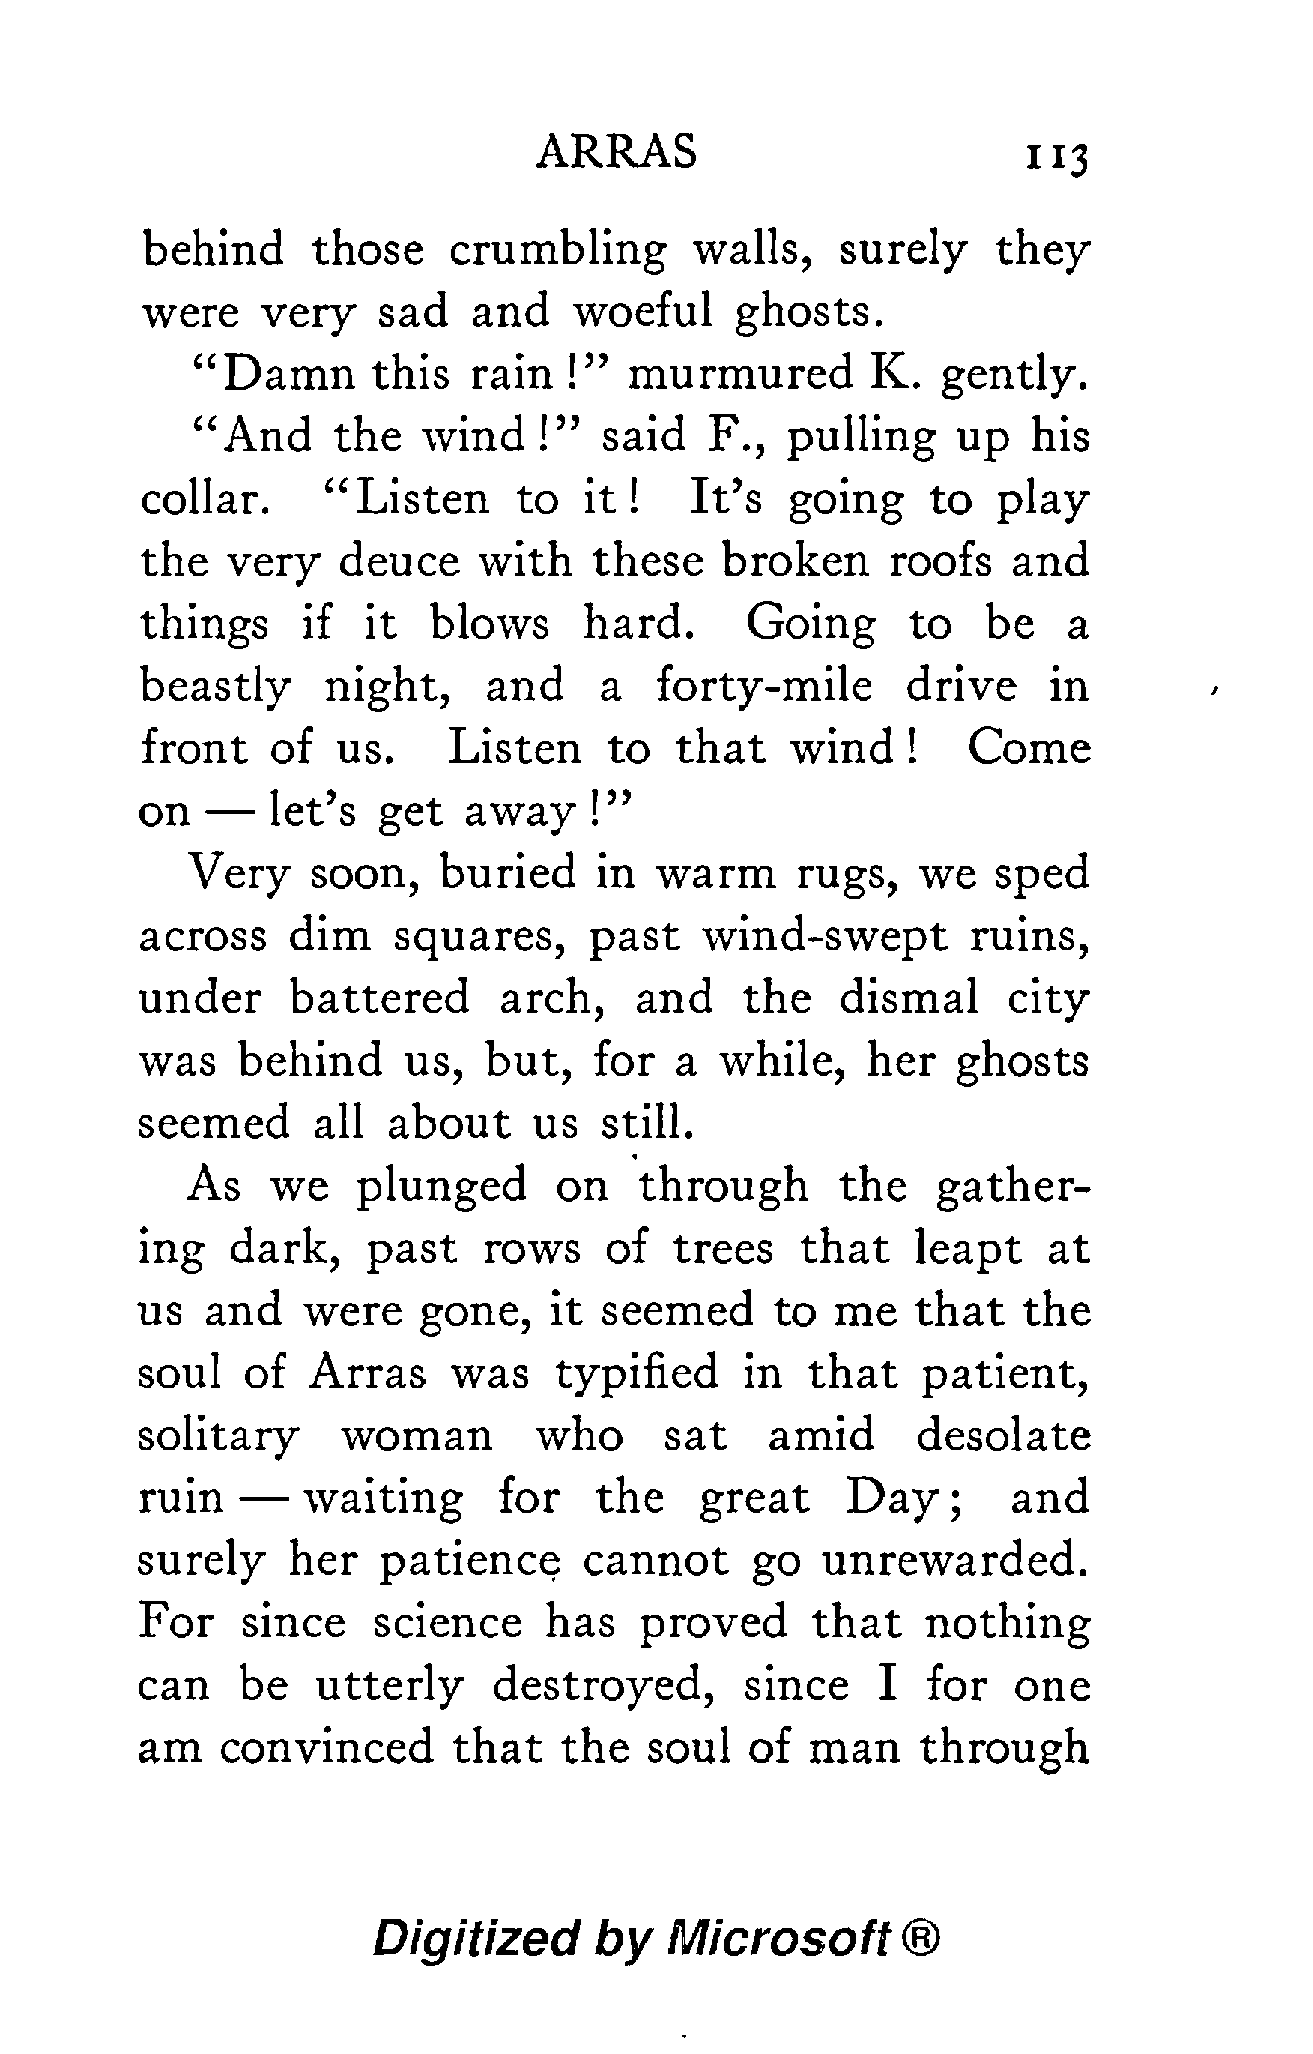 ARRAS 113
behind those crumbling walls, surely they
were very sad and woeful ghosts.
"Damn this rain!" murmured K. gently.
"And the wind!" said F., pulling up his
collar. "Listen to it! It's going to play
the very deuce with these broken roofs and
things if it blows hard. Going to be a
beastly night, and a forty-mile drive in
front of us. Listen to that wind! Come
on — let's get away!"
Very soon, buried in warm rugs, we sped
across dim squares, past wind-swept ruins,
under battered arch, and the dismal city
was behind us, but, for a while, her ghosts
seemed all about us still.
As we plunged on through the gather-
ing dark, past rows of trees that leapt at
us and were gone, it seemed to me that the
soul of Arras was typified in that patient,
solitary woman who sat amid desolate
ruin — waiting for the great Day; and
surely her patience cannot go unrewarded.
For since science has proved that nothing
can be utterly destroyed, since I for one
am convinced that the soul of man through
Digitized by Microsoft ®